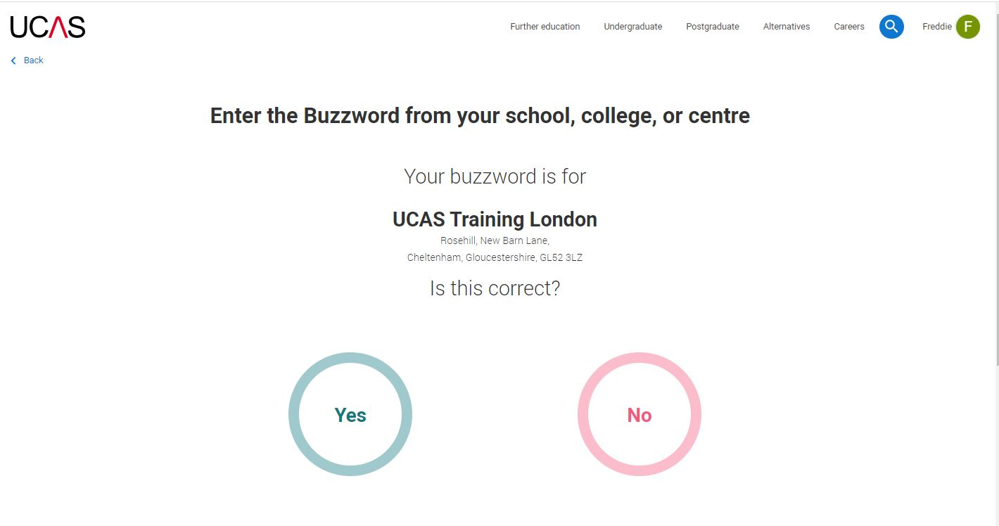 UCAS
Further education Undergraduate Postgraduate Alternatives Careers Freddie F
Back
Enter the Buzzword from your school, college, or centre
Your buzzword is for
UCAS Training London
Rosehill, New Barn Lane,
Cheltenham, Gloucestershire, GL52 3LZ
Is this correct?
Yes No